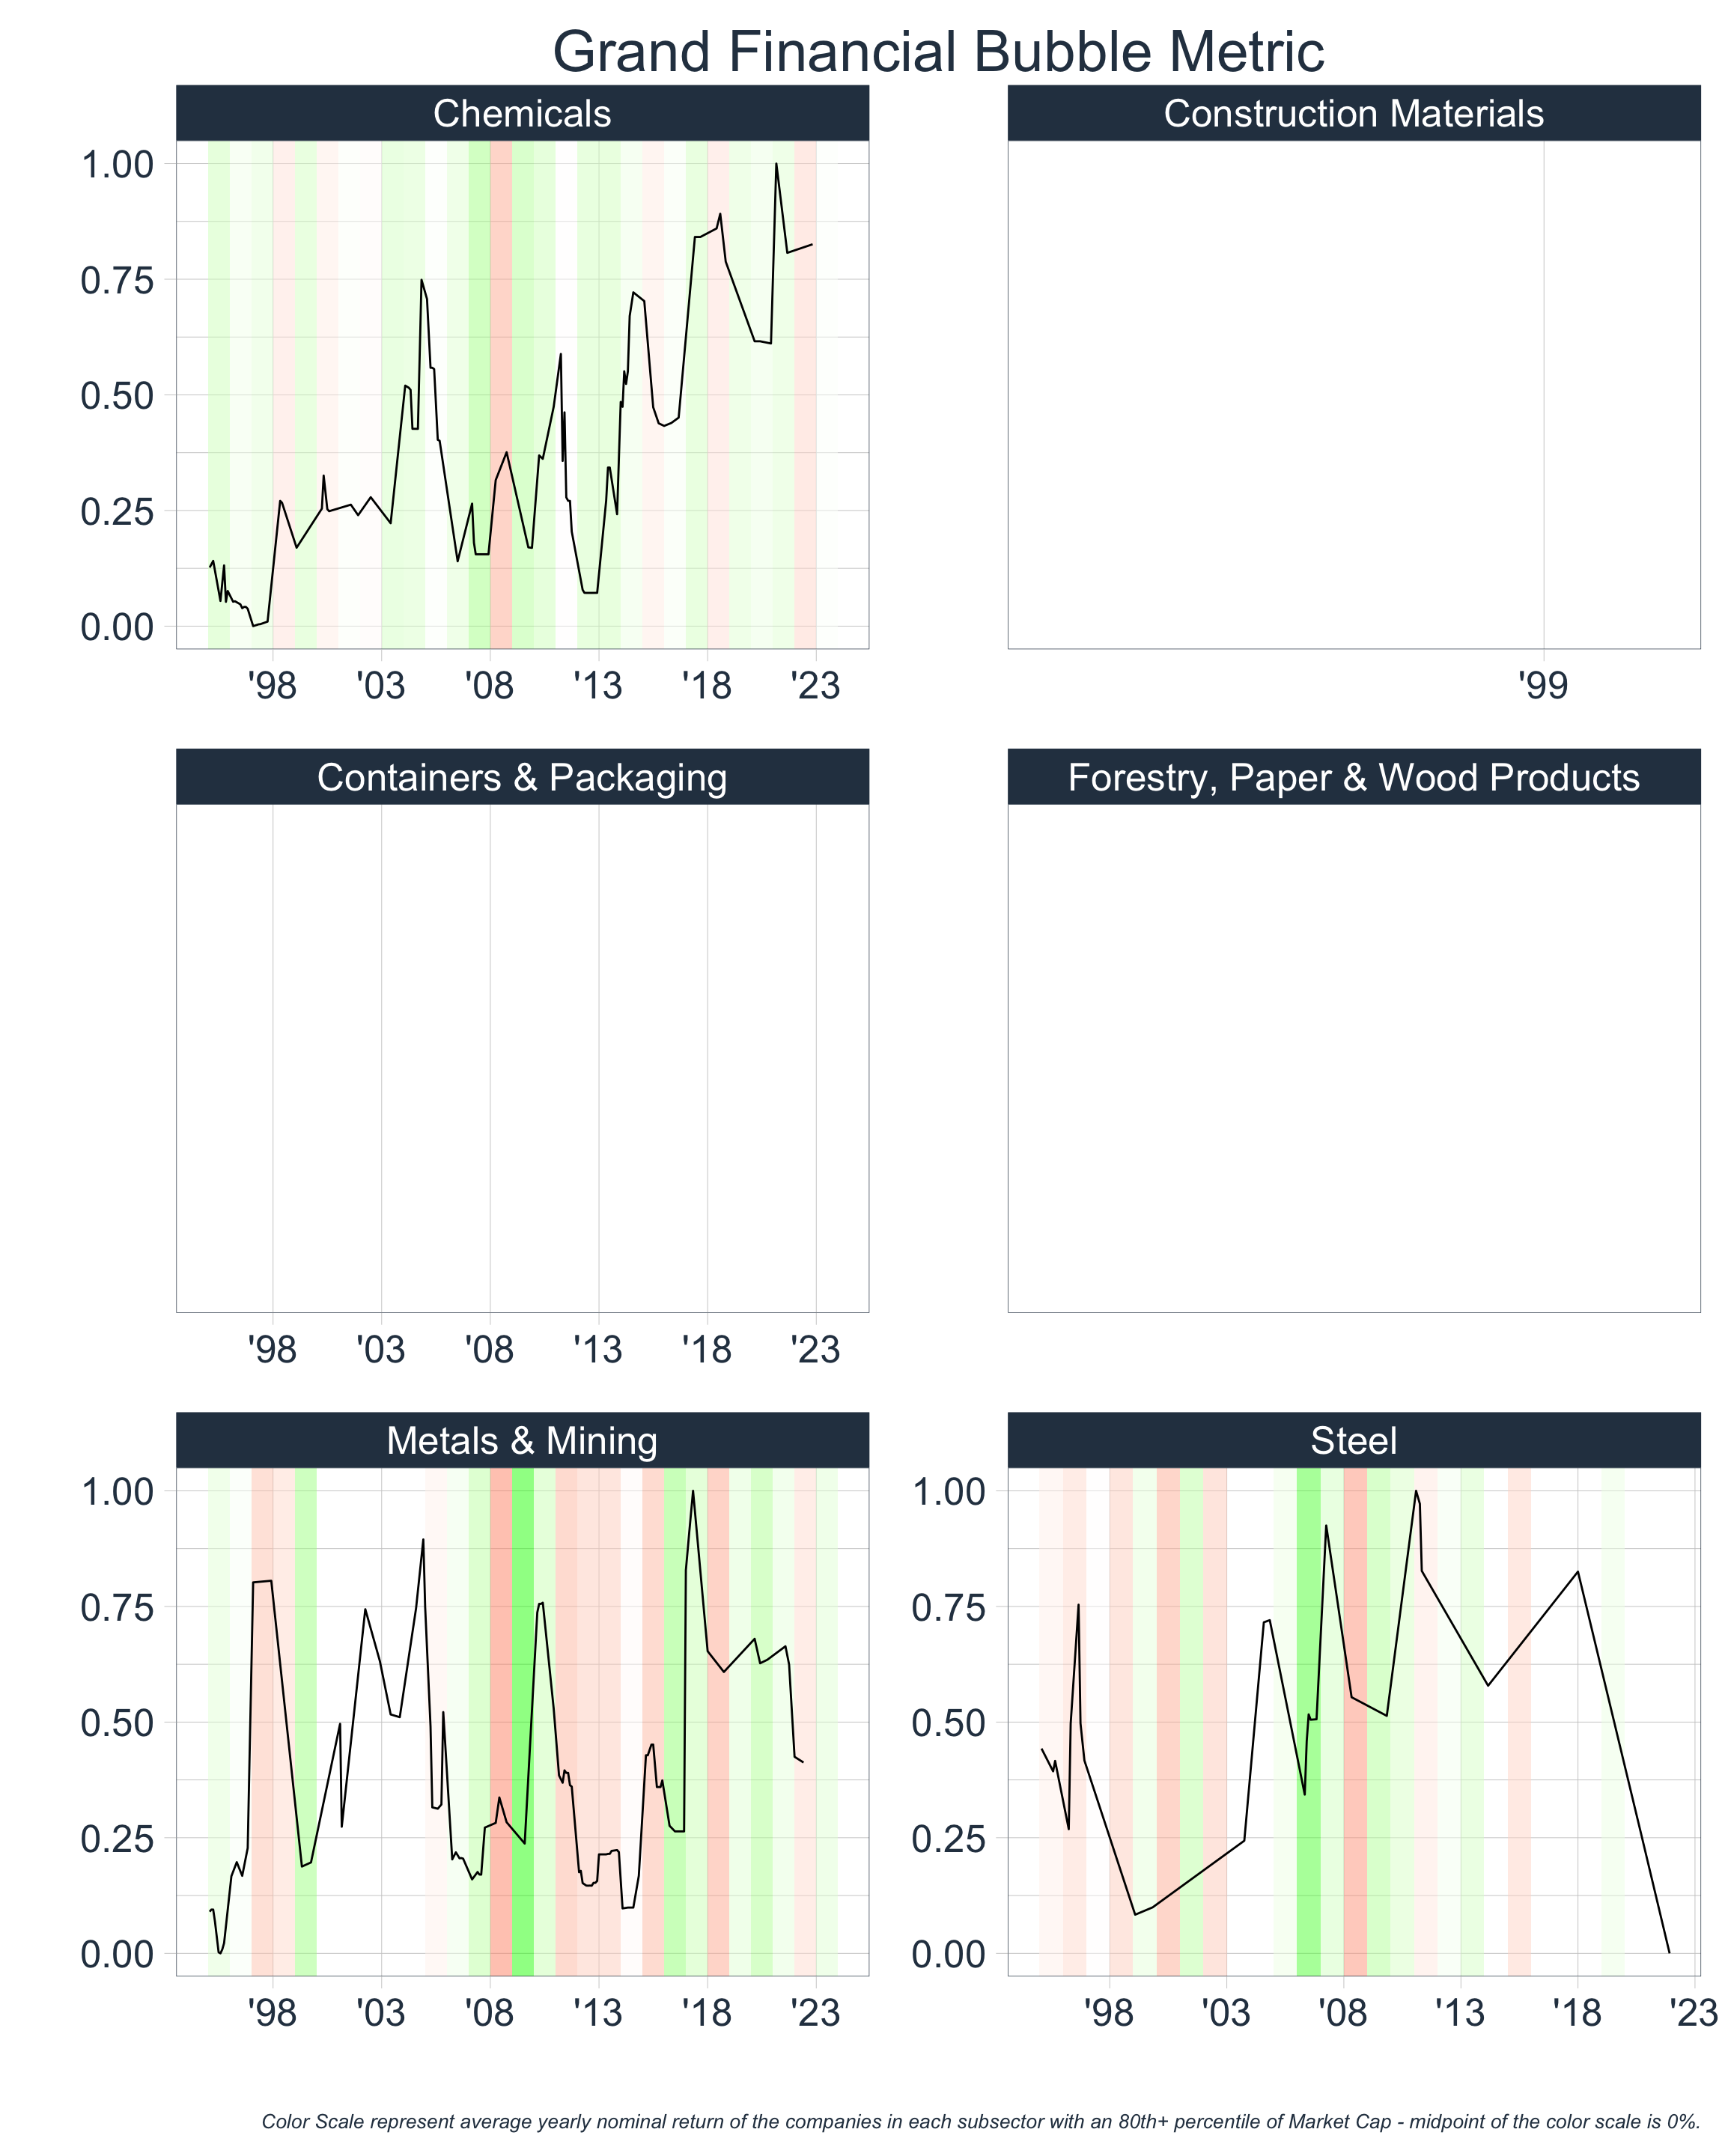 Grand Financial Bubble Metric
Chemicals
Construction Materials
1.00
0.75
0.50
0.25
0.00
'98 '03 '08 '13 '18 '23
'99
Containers & Packaging
Forestry, Paper & Wood Products
'98 '03 '08 '13 '18 '23
Metals & Mining
Steel
1.00
0.75
0.50
0.25
0.00
1.00
0.75
0.50
0.25
0.00
'98 '03 '08 '13 '18 '23
'98 '03 '08 '13 '18 '23
Color Scale represent average yearly nominal return of the companies in each subsector with an 80th+ percentile of Market Cap - midpoint of the color scale is 0%.